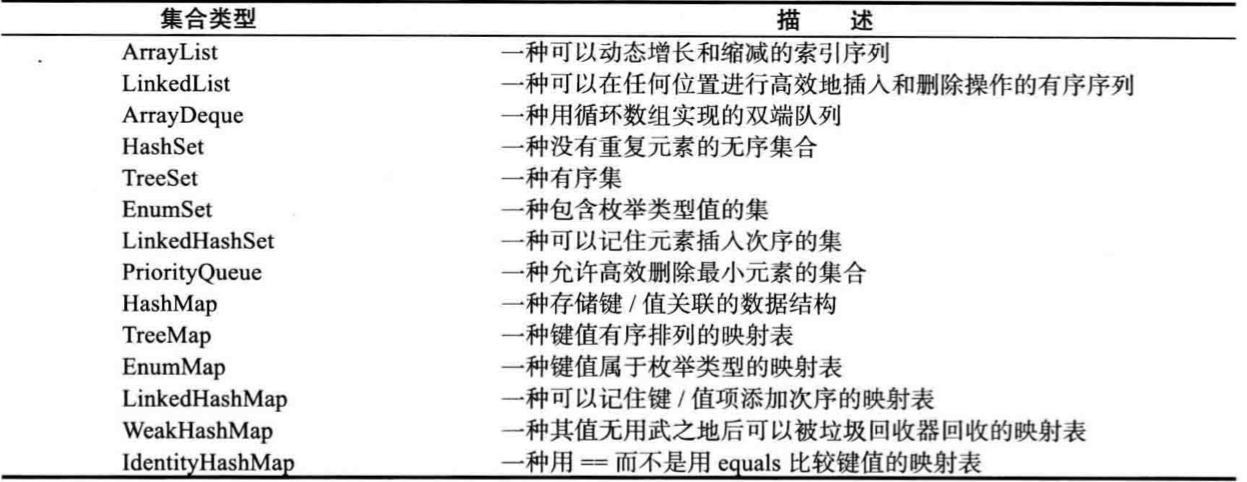 集合类型 描 述
ArrayList 一种可以动态增长和缩减的索引序列
LinkedList 一种可以在任何位置进行高效地插入和删除操作的有序序列
ArrayDeque 一种用循环数组实现的双端队列
HashSet 一种没有重复元素的无序集合
TreeSet 一种有序集
EnumSet 一种包含枚举类型值的集
LinkedHashSet 一种可以记住元素插入次序的集
PriorityQueue 一种允许高效删除最小元素的集合
HashMap 一种存储键 / 值关联的数据结构
TreeMap 一种键值有序排列的映射表
EnumMap 一种键值属于枚举类型的映射表
LinkedHashMap 一种可以记住键 / 值项添加次序的映射表
WeakHashMap 一种其值无用武之地后可以被垃圾回收器回收的映射表
IdentityHashMap 一种用 == 而不是用 equals 比较键值的映射表